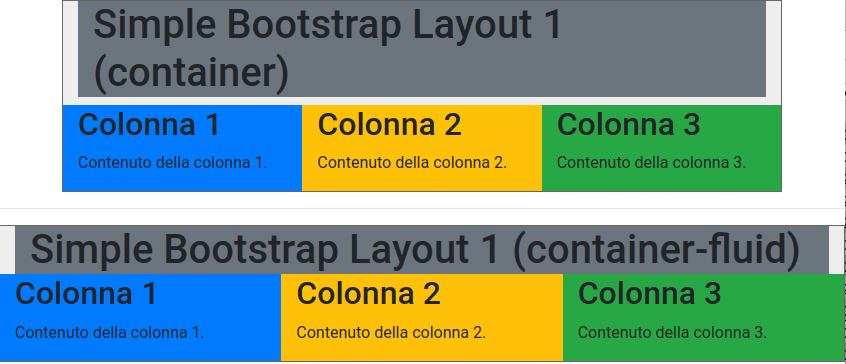 Simple Bootstrap Layout 1
(container)
Colonna 1 Colonna 2 Colonna 3
Contenuto della colonna 1. Contenuto della colonna 2. Contenuto della colonna 3.
Simple Bootstrap Layout 1 (container-fluid)
Colonna 1 Colonna 2 Colonna 3
Contenuto della colonna 1. Contenuto della colonna 2. Contenuto della colonna 3.